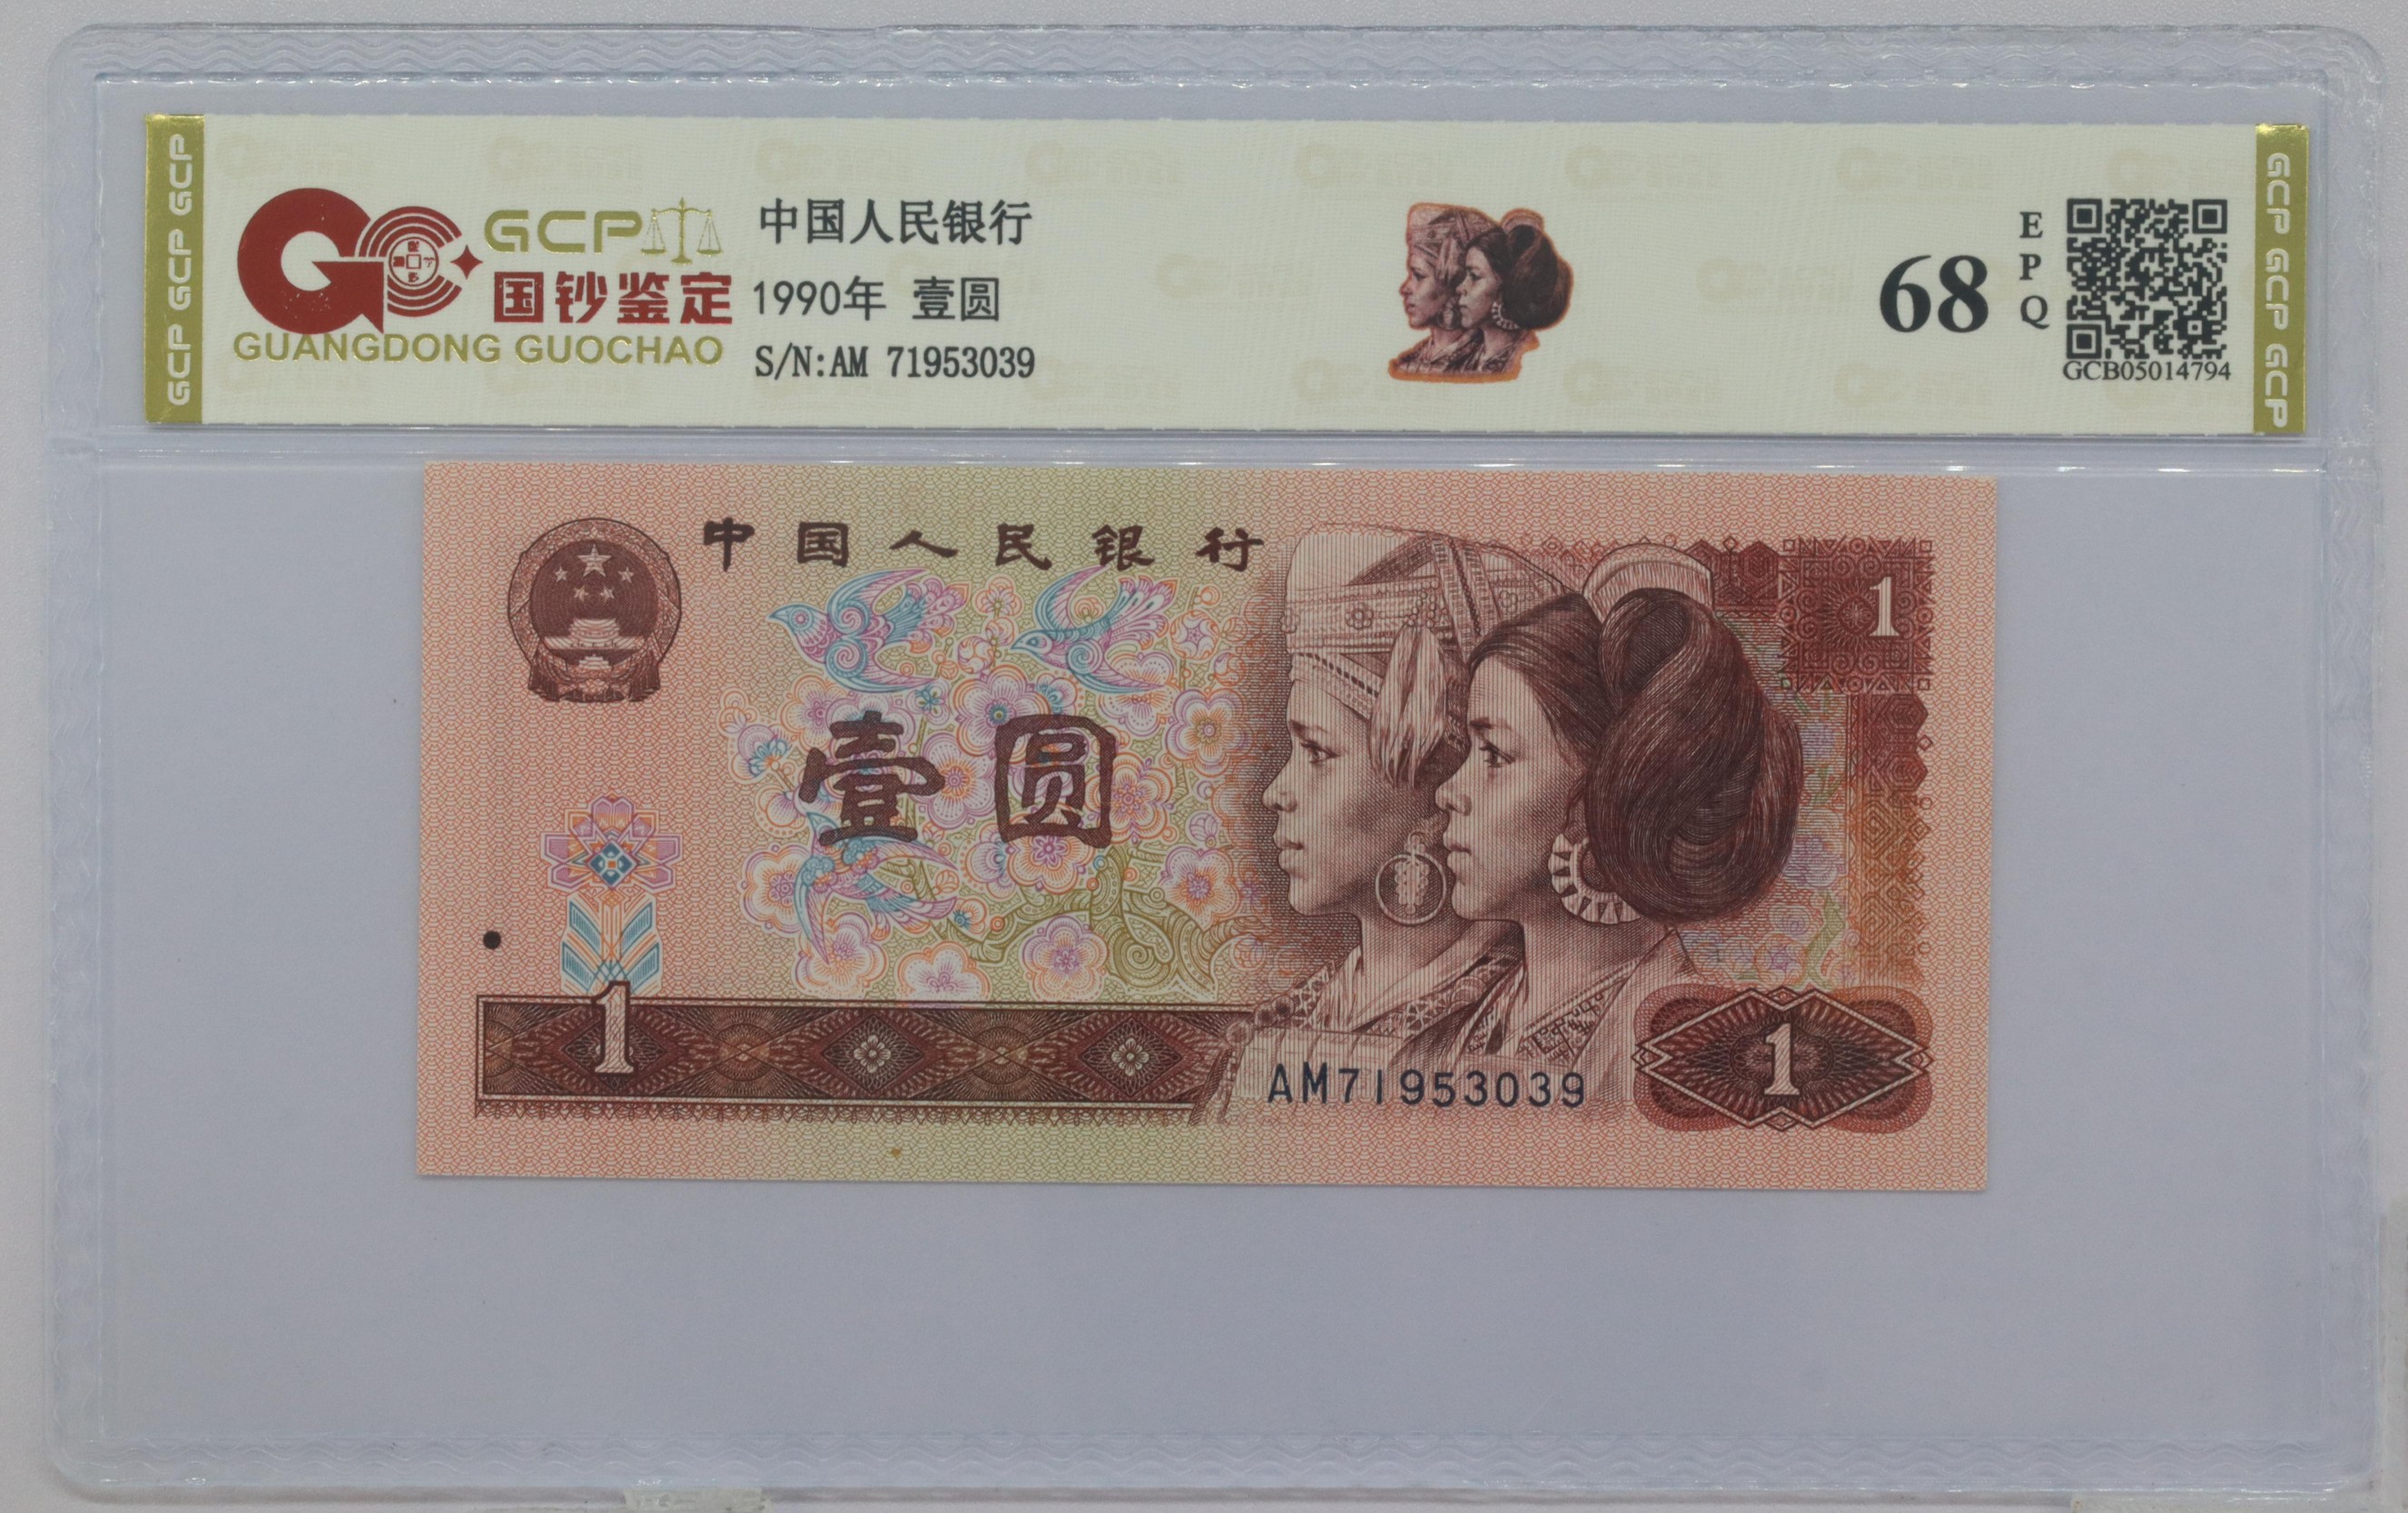 GCP GCP GCP
GCP
国钞鉴定
GUANGDONG GUOCHAO
中国人民银行
1990年 壹圆
S/N:AM 71953039
68
EPQ
GCB05014794
GCP GCP GCP
中国人民银行
1
壹圆
1
AM71953039
1